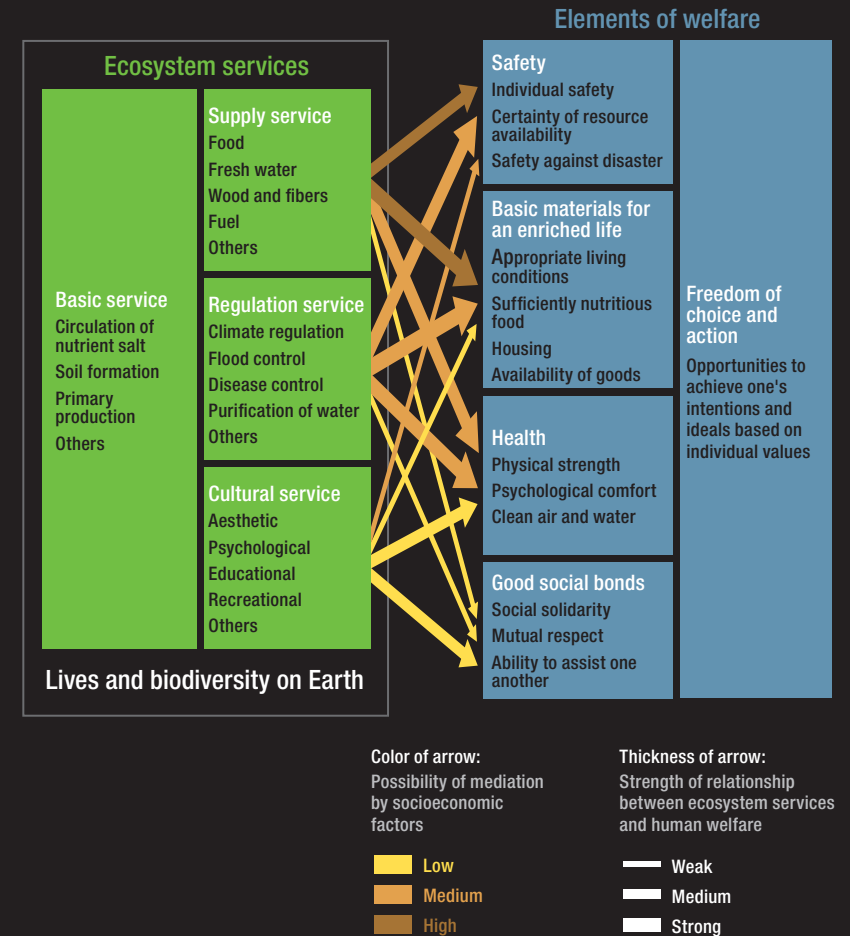 Elements of welfare
Ecosystem services
Basic service
Circulation of
nutrient salt
Soil formation
Primary
production
Others
Supply service
Food
Fresh water
Wood and fibers
Fuel
Others
Regulation service
Climate regulation
Flood control
Disease control
Purification of water
Others
Cultural service
Aesthetic
Psychological
Educational
Recreational
Others
Lives and biodiversity on Earth
Safety
Individual safety
Certainty of resource
availability
Safety against disaster
Basic materials for
an enriched life
Appropriate living
conditions
Sufficiently nutritious
food
Housing
Availability of goods
Health
Physical strength
Psychological comfort
Clean air and water
Good social bonds
Social solidarity
Mutual respect
Ability to assist one
another
Freedom of
choice and
action
Opportunities to
achieve one's
intentions and
ideals based on
individual values
Color of arrow:
Possibility of mediation
by socioeconomic
factors
Low
Medium
High
Thickness of arrow:
Strength of relationship
between ecosystem services
and human welfare
Weak
Medium
Strong